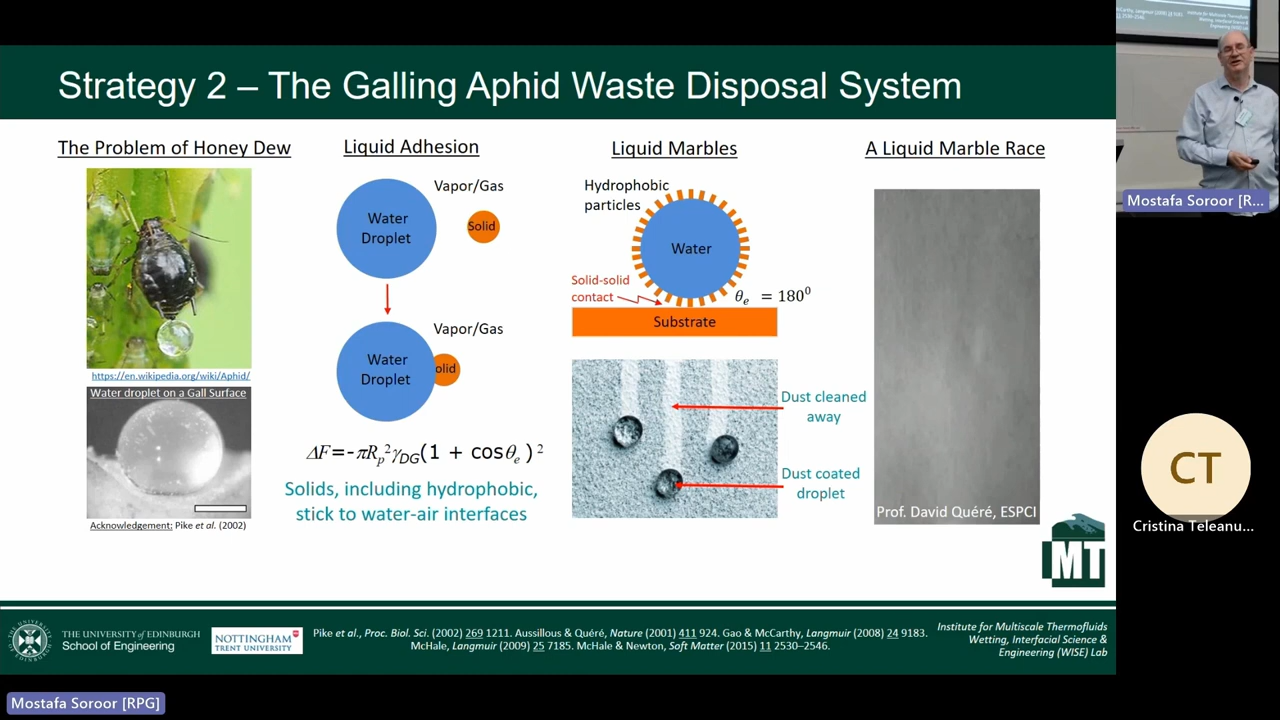 Strategy 2 – The Galling Aphid Waste Disposal System
The Problem of Honey Dew
https://en.wikipedia.org/wiki/Aphid/
Water droplet on a Gall Surface
Acknowledgement: Pike et al. (2002)
Liquid Adhesion
Vapor/Gas
Water
Droplet
Solid
Vapor/Gas
Water
Droplet
olid
ΔF=-πRp²γDG(1 + cosθe)²
Solids, including hydrophobic,
stick to water-air interfaces
Liquid Marbles
Hydrophobic
particles
Water
Solid-solid
contact
θe = 180⁰
Substrate
Dust cleaned
away
Dust coated
droplet
A Liquid Marble Race
Prof. David Quéré, ESPCI
MT
THE UNIVERSITY of EDINBURGH
School of Engineering
NOTTINGHAM
TRENT UNIVERSITY
Pike et al., Proc. Biol. Sci. (2002) 269 1211. Aussillous & Quéré, Nature (2001) 411 924. Gao & McCarthy, Langmuir (2008) 24 9183.
McHale, Langmuir (2009) 25 7185. McHale & Newton, Soft Matter (2015) 11 2530–2546.
Institute for Multiscale Thermofluids
Wetting, Interfacial Science &
Engineering (WISE) Lab
Mostafa Soroor [R...
CT
Cristina Teleanu...
Mostafa Soroor [RPG]